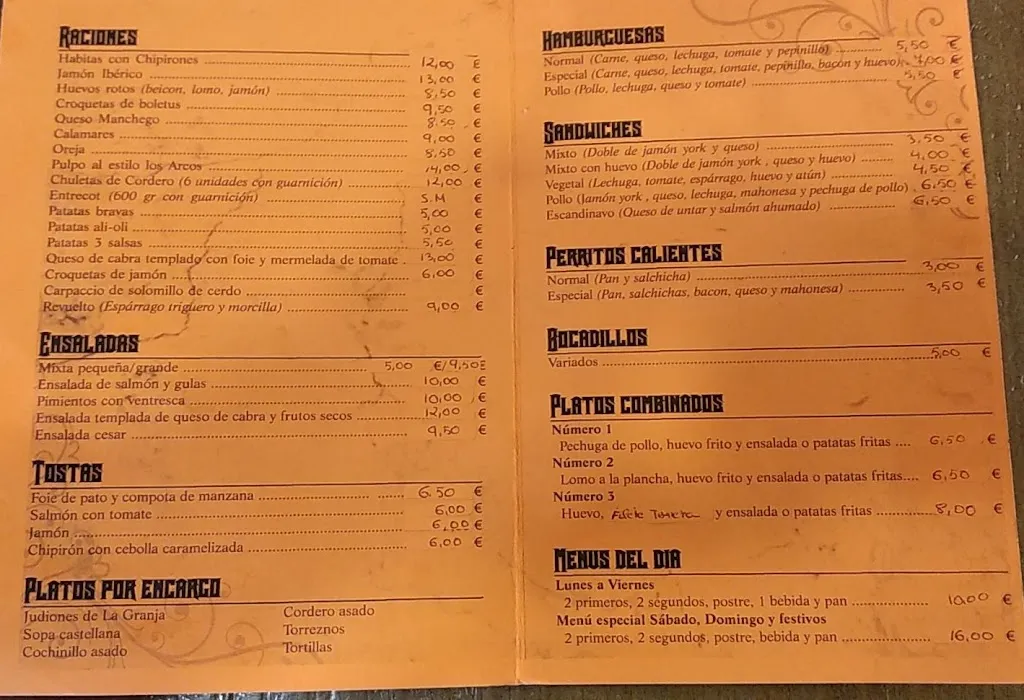 RACIONES
Habitas con Chipirones 12,00 €
Jamón Ibérico 13,00 €
Huevos rotos (beicon, lomo, jamón) 8,50 €
Croquetas de boletus 9,50 €
Queso Manchego 8.50 €
Calamares 9,00 €
Oreja 8.50 €
Pulpo al estilo los Arcos 14,00 €
Chuletas de Cordero (6 unidades con guarnición) 12,00 €
Entrecot (600 gr con guarnición) S.M €
Patatas bravas 5,00 €
Patatas ali-oli 5,00 €
Patatas 3 salsas 5,50 €
Queso de cabra templado con foie y mermelada de tomate . 13,00 €
Croquetas de jamón 6,00 €
Carpaccio de solomillo de cerdo €
Revuelto (Espárrago triguero y morcilla) 9,00 €
ENSALADAS
Mixta pequeña/grande 5,00 €/9,50€
Ensalada de salmón y gulas 10,00 €
Pimientos con ventresca 10,00 €
Ensalada templada de queso de cabra y frutos secos 12,00 €
Ensalada cesar 9,50 €
TOSTAS
Foie de pato y compota de manzana 6.50 €
Salmón con tomate 6,00 €
Jamón 6,00 €
Chipirón con cebolla caramelizada 6,00 €
PLATOS POR ENCARGO
Judiones de La Granja
Sopa castellana
Cochinillo asado
Cordero asado
Torreznos
Tortillas
HAMBURGUESAS
Normal (Carne, queso, lechuga, tomate y pepinillo) 5,50 €
Especial (Carne, queso, lechuga, tomate, pepinillo, bacón y huevo) 7,00 €
Pollo (Pollo, lechuga, queso y tomate) 5,50 €
SANDWICHES
Mixto (Doble de jamón york y queso) 3,50 €
Mixto con huevo (Doble de jamón york , queso y huevo) 4,00 €
Vegetal (Lechuga, tomate, espárrago, huevo y atún) 4,50 €
Pollo (Jamón york , queso, lechuga, mahonesa y pechuga de pollo) . 6.50 €
Escandinavo (Queso de untar y salmón ahumado) 6,50 €
PERRITOS CALIENTES
Normal (Pan y salchicha) 3,00 €
Especial (Pan, salchichas, bacon, queso y mahonesa) 3,50 €
BOCADILLOS
Variados 5,00 €
PLATOS COMBINADOS
Número 1
Pechuga de pollo, huevo frito y ensalada o patatas fritas .... 6,50 €
Número 2
Lomo a la plancha, huevo frito y ensalada o patatas fritas.... 6,50 €
Número 3
Huevo, Filete Ternera y ensalada o patatas fritas 8,00 €
MENUS DEL DIA
Lunes a Viernes
2 primeros, 2 segundos, postre, 1 bebida y pan 10,00 €
Menú especial Sábado, Domingo y festivos
2 primeros, 2 segundos, postre, bebida y pan 16,00 €